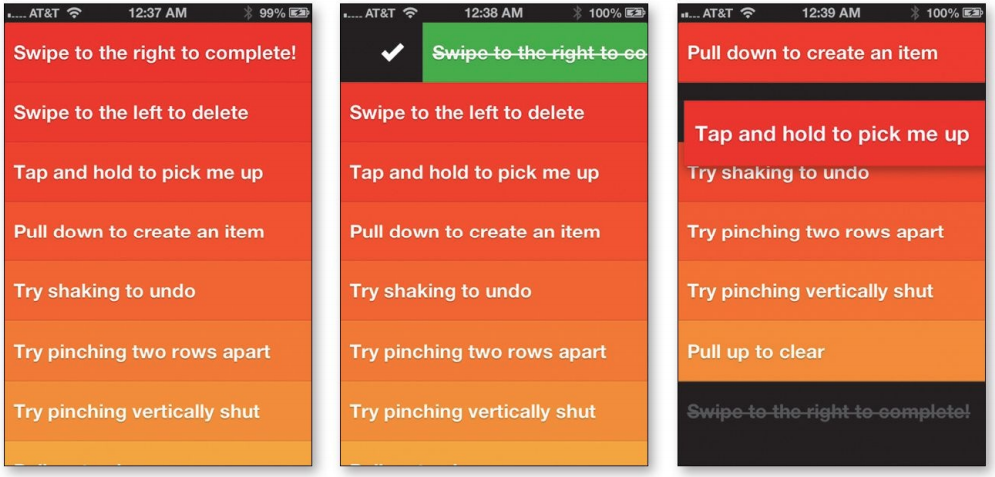 AT&T 12:37 AM 99%
Swipe to the right to complete!
Swipe to the left to delete
Tap and hold to pick me up
Pull down to create an item
Try shaking to undo
Try pinching two rows apart
Try pinching vertically shut
AT&T 12:38 AM 100%
Swipe to the right to co
Swipe to the left to delete
Tap and hold to pick me up
Pull down to create an item
Try shaking to undo
Try pinching two rows apart
Try pinching vertically shut
AT&T 12:39 AM 100%
Pull down to create an item
Tap and hold to pick me up
Try shaking to undo
Try pinching two rows apart
Try pinching vertically shut
Pull up to clear
Swipe to the right to complete!